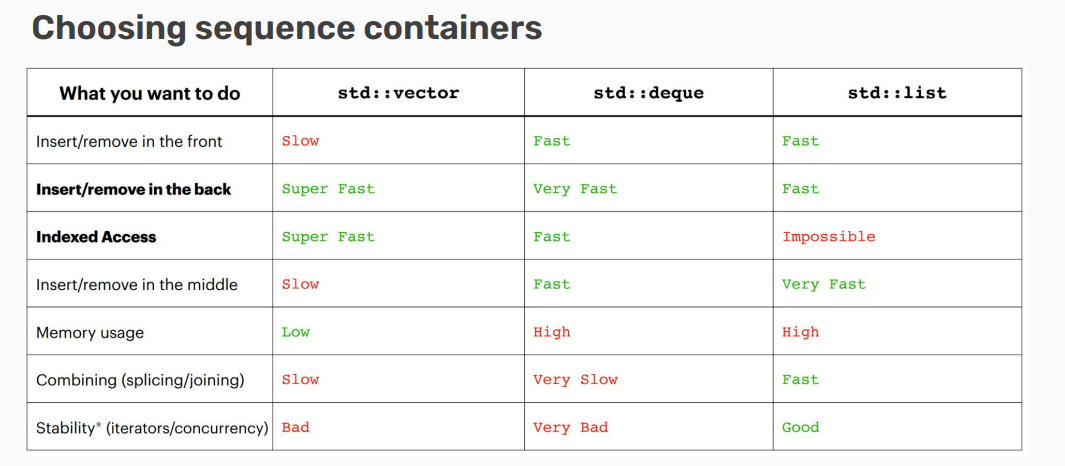 Choosing sequence containers
What you want to do std::vector std::deque std::list
Insert/remove in the front Slow Fast Fast
Insert/remove in the back Super Fast Very Fast Fast
Indexed Access Super Fast Fast Impossible
Insert/remove in the middle Slow Fast Very Fast
Memory usage Low High High
Combining (splicing/joining) Slow Very Slow Fast
Stability* (iterators/concurrency) Bad Very Bad Good